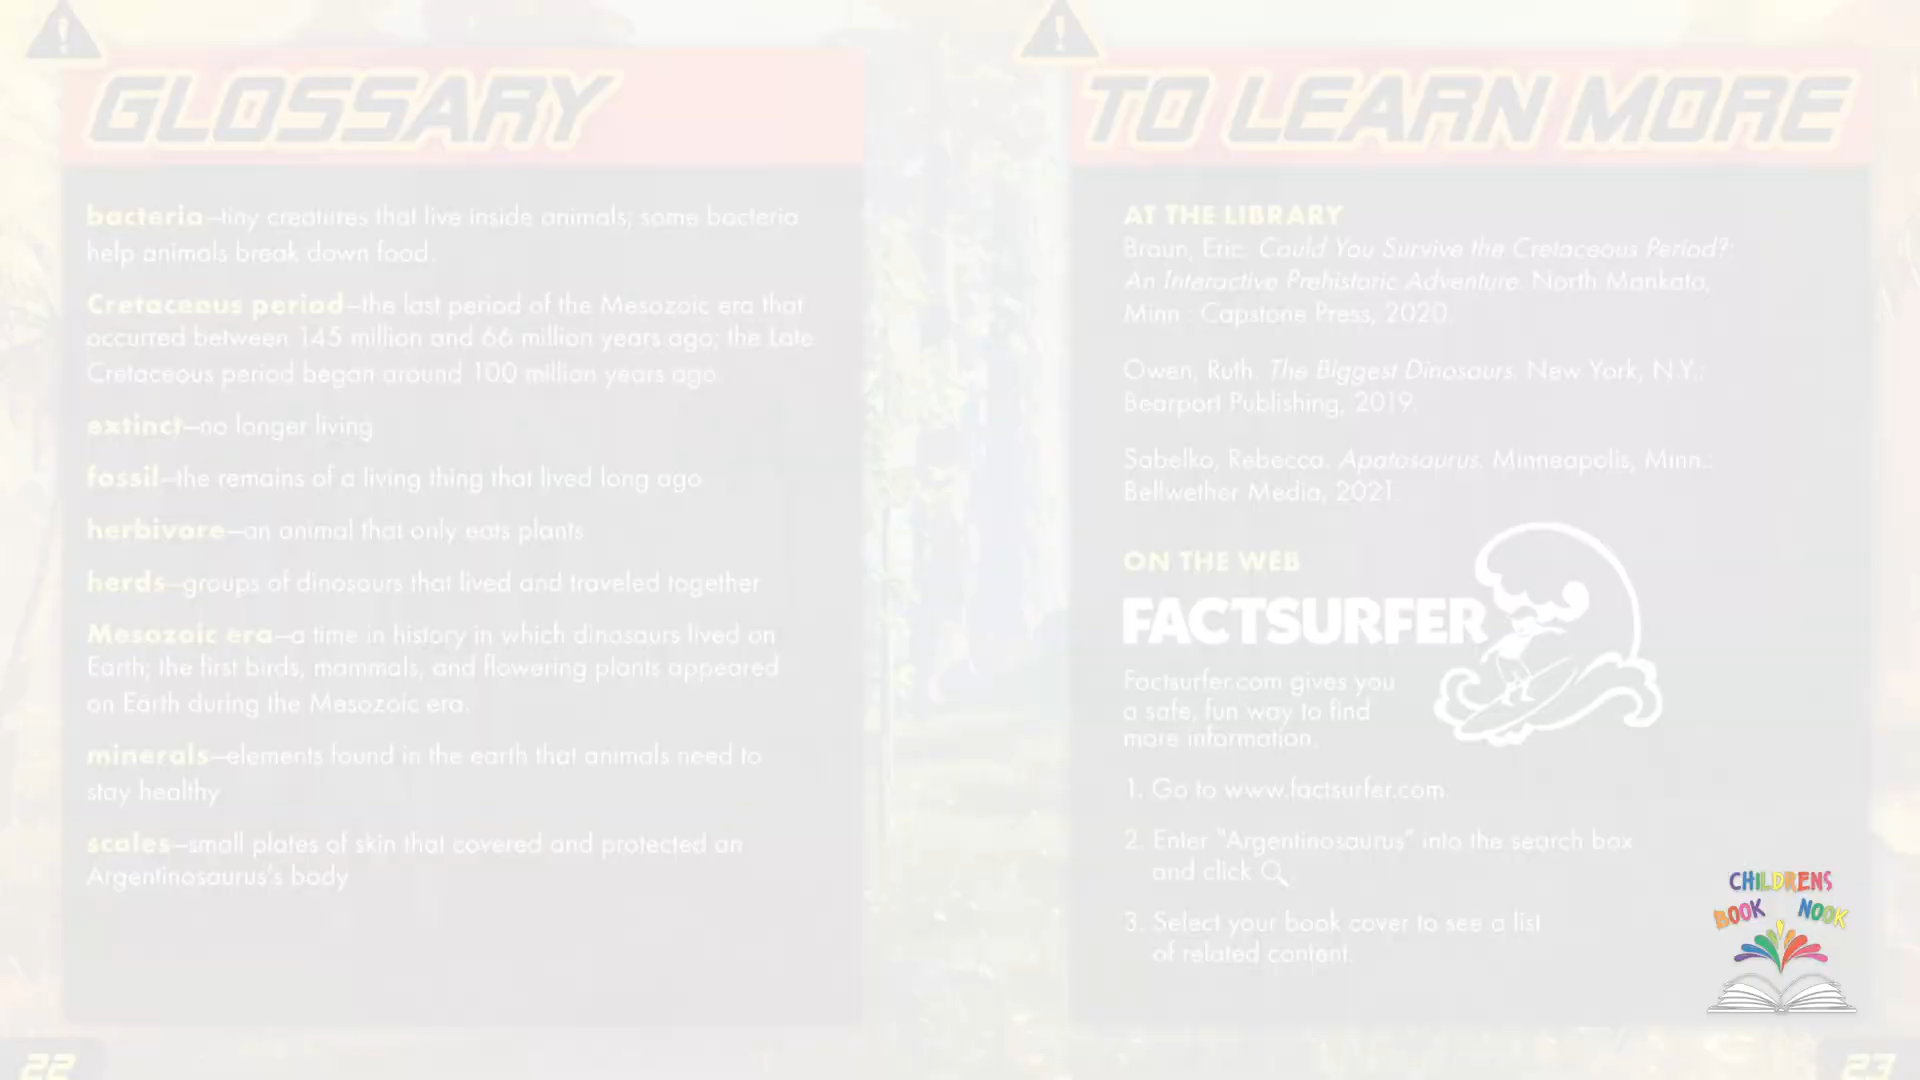 GLOSSARY
bacteria—tiny creatures that live inside animals; some bacteria
help animals break down food.
Cretaceous period—the last period of the Mesozoic era that
occurred between 145 million and 66 million years ago; the Late
Cretaceous period began around 100 million years ago.
extinct—no longer living
fossil—the remains of a living thing that lived long ago
herbivore—an animal that only eats plants
herds—groups of dinosaurs that lived and traveled together
Mesozoic era—a time in history in which dinosaurs lived on
Earth; the first birds, mammals, and flowering plants appeared
on Earth during the Mesozoic era.
minerals—elements found in the earth that animals need to
stay healthy
scales—small plates of skin that covered and protected an
Argentinosaurus's body
22
TO LEARN MORE
AT THE LIBRARY
Braun, Eric. Could You Survive the Cretaceous Period?:
An Interactive Prehistoric Adventure. North Mankato,
Minn.: Capstone Press, 2020.
Owen, Ruth. The Biggest Dinosaurs. New York, N.Y.:
Bearport Publishing, 2019.
Sabelko, Rebecca. Apatosaurus. Minneapolis, Minn.:
Bellwether Media, 2021.
ON THE WEB
FACTSURFER
Factsurfer.com gives you
a safe, fun way to find
more information.
1. Go to www.factsurfer.com.
2. Enter "Argentinosaurus" into the search box
and click
3. Select your book cover to see a list
of related content.
CHILDRENS
BOOK NOOK
23